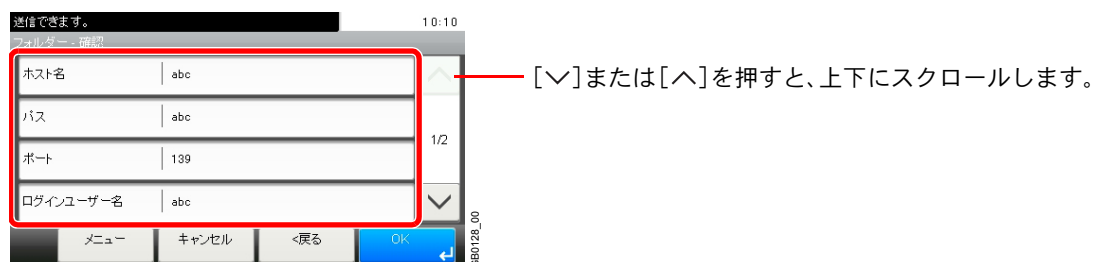 送信できます。 10:10
フォルダー - 確認
ホスト名 abc
パス abc
ポート 139
ログインユーザー名 abc
1/2
メニュー キャンセル <戻る OK
[∨]または[∧]を押すと、上下にスクロールします。